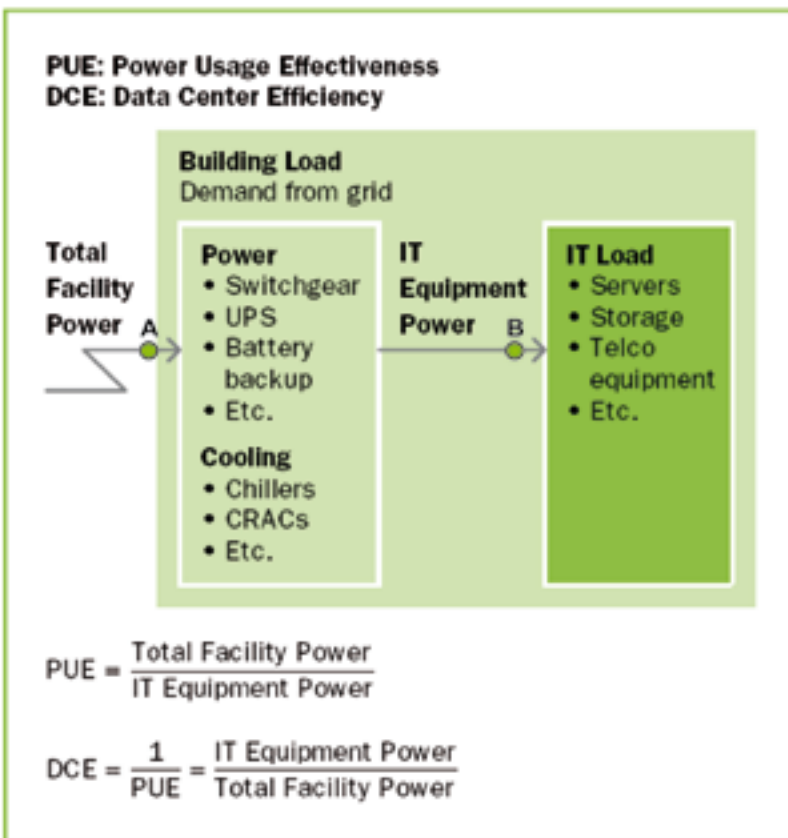 PUE: Power Usage Effectiveness
DCE: Data Center Efficiency
Building Load
Demand from grid
Total
Facility
Power
A
Power
• Switchgear
• UPS
• Battery
backup
• Etc.
Cooling
• Chillers
• CRACs
• Etc.
IT
Equipment
Power
B
IT Load
• Servers
• Storage
• Telco
equipment
• Etc.
PUE = Total Facility Power / IT Equipment Power
DCE = 1 / PUE = IT Equipment Power / Total Facility Power